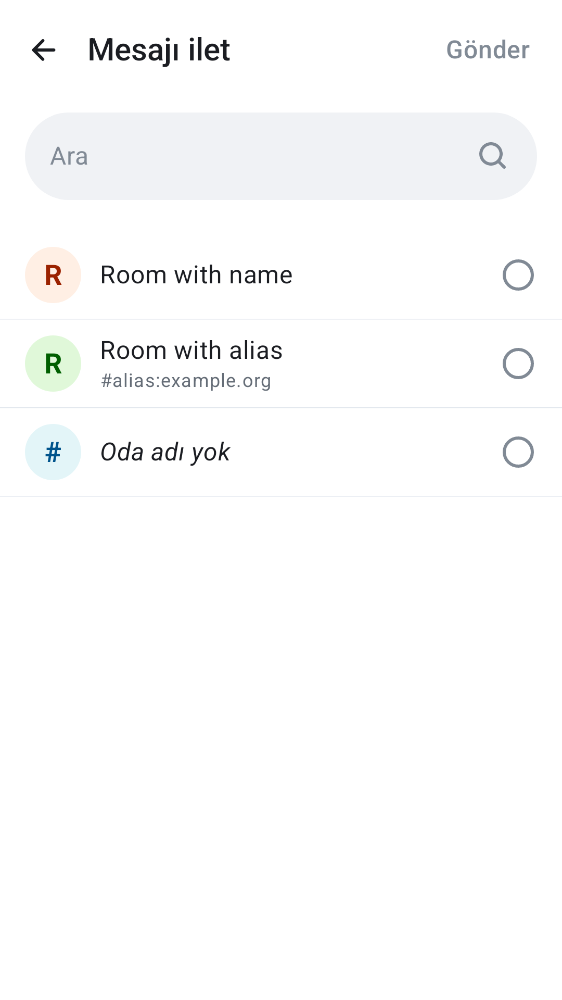 Mesajı ilet
Gönder
Ara
R
Room with name
R
Room with alias
#alias:example.org
#
Oda adı yok